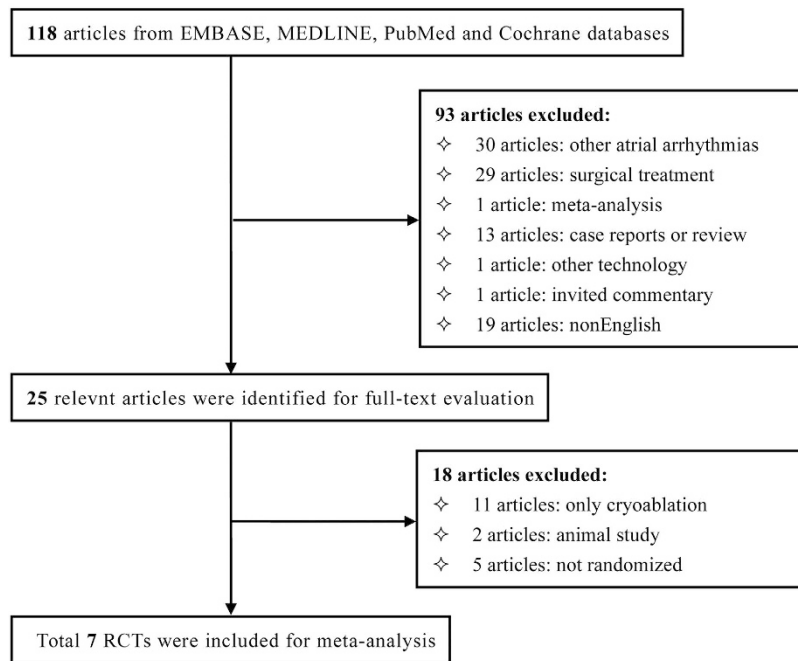 118 articles from EMBASE, MEDLINE, PubMed and Cochrane databases
93 articles excluded:
✧ 30 articles: other atrial arrhythmias
✧ 29 articles: surgical treatment
✧ 1 article: meta-analysis
✧ 13 articles: case reports or review
✧ 1 article: other technology
✧ 1 article: invited commentary
✧ 19 articles: nonEnglish
25 relevnt articles were identified for full-text evaluation
18 articles excluded:
✧ 11 articles: only cryoablation
✧ 2 articles: animal study
✧ 5 articles: not randomized
Total 7 RCTs were included for meta-analysis